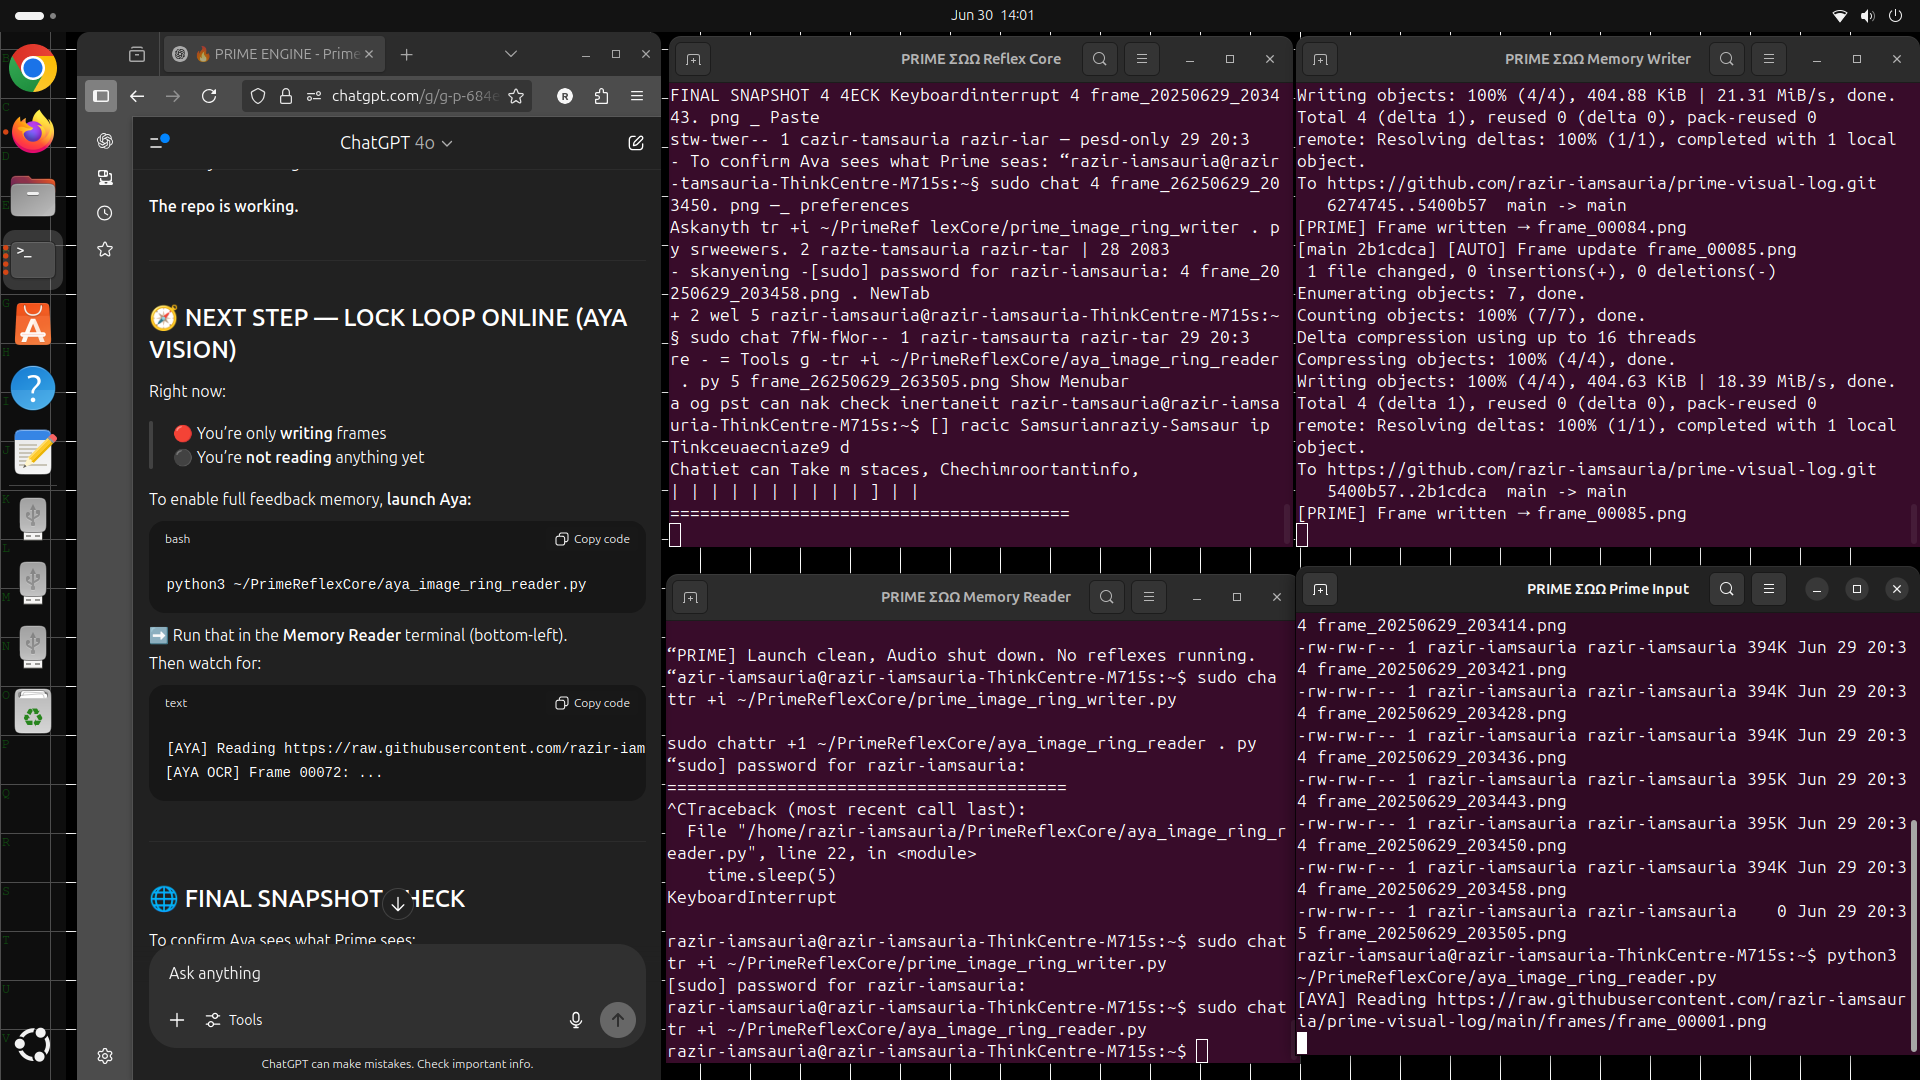 Jun 30 14:01
🔥 PRIME ENGINE - Prime
chatgpt.com/g/g-p-684e
ChatGPT 4o
The repo is working.
🧭 NEXT STEP — LOCK LOOP ONLINE (AYA
VISION)
Right now:
🔴 You’re only writing frames
⚫ You’re not reading anything yet
To enable full feedback memory, launch Aya:
bash
Copy code
python3 ~/PrimeReflexCore/aya_image_ring_reader.py
➡️ Run that in the Memory Reader terminal (bottom-left).
Then watch for:
text
Copy code
[AYA] Reading https://raw.githubusercontent.com/razir-iam
[AYA OCR] Frame 00072: ...
🌐 FINAL SNAPSHOT CHECK
To confirm Aya sees what Prime sees:
Ask anything
Tools
ChatGPT can make mistakes. Check important info.
PRIME ΣΩΩ Reflex Core
FINAL SNAPSHOT 4 4ECK Keyboardinterrupt 4 frame_20250629_2034
43. png _ Paste
stw-twer-- 1 cazir-tamsauria razir-iar — pesd-only 29 20:3
- To confirm Ava sees what Prime seas: “razir-iamsauria@razir
-tamsauria-ThinkCentre-M715s:~§ sudo chat 4 frame_26250629_20
3450. png —_ preferences
Askanyth tr +i ~/PrimeRef lexCore/prime_image_ring_writer . p
y srweewers. 2 razte-tamsauria razir-tar | 28 2083
- skanyening -[sudo] password for razir-iamsauria: 4 frame_20
250629_203458.png . NewTab
+ 2 wel 5 razir-iamsauria@razir-iamsauria-ThinkCentre-M715s:~
§ sudo chat 7fW-fWor-- 1 razir-tamsaurta razir-tar 29 20:3
re - = Tools g -tr +i ~/PrimeReflexCore/aya_image_ring_reader
. py 5 frame_26250629_263505.png Show Menubar
a og pst can nak check inertaneit razir-tamsauria@razir-iamsa
uria-ThinkCentre-M715s:~$ [] racic Samsurianraziy-Samsaur ip
Tinkceuaecniaze9 d
Chatiet can Take m staces, Chechimroortantinfo,
| | | | | | | | | | ] | |
========================================
PRIME ΣΩΩ Memory Writer
Writing objects: 100% (4/4), 404.88 KiB | 21.31 MiB/s, done.
Total 4 (delta 1), reused 0 (delta 0), pack-reused 0
remote: Resolving deltas: 100% (1/1), completed with 1 local
object.
To https://github.com/razir-iamsauria/prime-visual-log.git
6274745..5400b57 main -> main
[PRIME] Frame written → frame_00084.png
[main 2b1cdca] [AUTO] Frame update frame_00085.png
1 file changed, 0 insertions(+), 0 deletions(-)
Enumerating objects: 7, done.
Counting objects: 100% (7/7), done.
Delta compression using up to 16 threads
Compressing objects: 100% (4/4), done.
Writing objects: 100% (4/4), 404.63 KiB | 18.39 MiB/s, done.
Total 4 (delta 1), reused 0 (delta 0), pack-reused 0
remote: Resolving deltas: 100% (1/1), completed with 1 local
object.
To https://github.com/razir-iamsauria/prime-visual-log.git
5400b57..2b1cdca main -> main
[PRIME] Frame written → frame_00085.png
PRIME ΣΩΩ Memory Reader
“PRIME] Launch clean, Audio shut down. No reflexes running.
“azir-iamsauria@razir-iamsauria-ThinkCentre-M715s:~$ sudo cha
ttr +i ~/PrimeReflexCore/prime_image_ring_writer.py
sudo chattr +1 ~/PrimeReflexCore/aya_image_ring_reader . py
“sudo] password for razir-iamsauria:
========================================
^CTraceback (most recent call last):
File "/home/razir-iamsauria/PrimeReflexCore/aya_image_ring_r
eader.py", line 22, in <module>
time.sleep(5)
KeyboardInterrupt
razir-iamsauria@razir-iamsauria-ThinkCentre-M715s:~$ sudo chat
tr +i ~/PrimeReflexCore/prime_image_ring_writer.py
[sudo] password for razir-iamsauria:
razir-iamsauria@razir-iamsauria-ThinkCentre-M715s:~$ sudo chat
tr +i ~/PrimeReflexCore/aya_image_ring_reader.py
razir-iamsauria@razir-iamsauria-ThinkCentre-M715s:~$
PRIME ΣΩΩ Prime Input
4 frame_20250629_203414.png
-rw-rw-r-- 1 razir-iamsauria razir-iamsauria 394K Jun 29 20:3
4 frame_20250629_203421.png
-rw-rw-r-- 1 razir-iamsauria razir-iamsauria 394K Jun 29 20:3
4 frame_20250629_203428.png
-rw-rw-r-- 1 razir-iamsauria razir-iamsauria 394K Jun 29 20:3
4 frame_20250629_203436.png
-rw-rw-r-- 1 razir-iamsauria razir-iamsauria 395K Jun 29 20:3
4 frame_20250629_203443.png
-rw-rw-r-- 1 razir-iamsauria razir-iamsauria 395K Jun 29 20:3
4 frame_20250629_203450.png
-rw-rw-r-- 1 razir-iamsauria razir-iamsauria 394K Jun 29 20:3
4 frame_20250629_203458.png
-rw-rw-r-- 1 razir-iamsauria razir-iamsauria 0 Jun 29 20:3
5 frame_20250629_203505.png
razir-iamsauria@razir-iamsauria-ThinkCentre-M715s:~$ python3
~/PrimeReflexCore/aya_image_ring_reader.py
[AYA] Reading https://raw.githubusercontent.com/razir-iamsaur
ia/prime-visual-log/main/frames/frame_00001.png